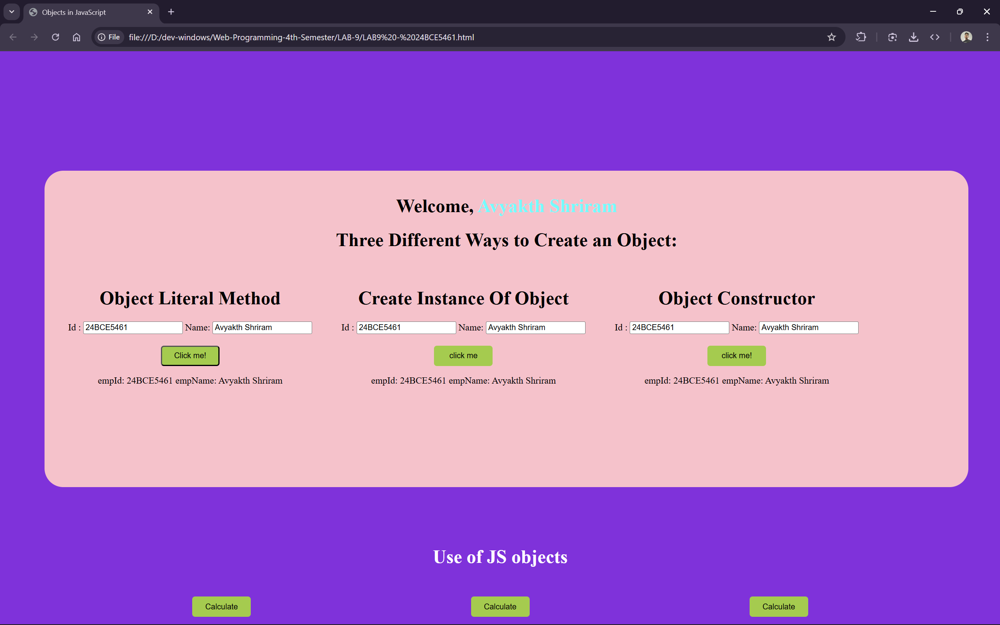 Objects in JavaScript
File file:///D:/dev-windows/Web-Programming-4th-Semester/LAB-9/LAB9%20-%2024BCE5461.html
Welcome, Avyakth Shriram
Three Different Ways to Create an Object:
Object Literal Method Create Instance Of Object Object Constructor
Id : 24BCE5461 Name: Avyakth Shriram Id : 24BCE5461 Name: Avyakth Shriram Id : 24BCE5461 Name: Avyakth Shriram
Click me! click me click me!
empId: 24BCE5461 empName: Avyakth Shriram empId: 24BCE5461 empName: Avyakth Shriram empId: 24BCE5461 empName: Avyakth Shriram
Use of JS objects
Calculate Calculate Calculate